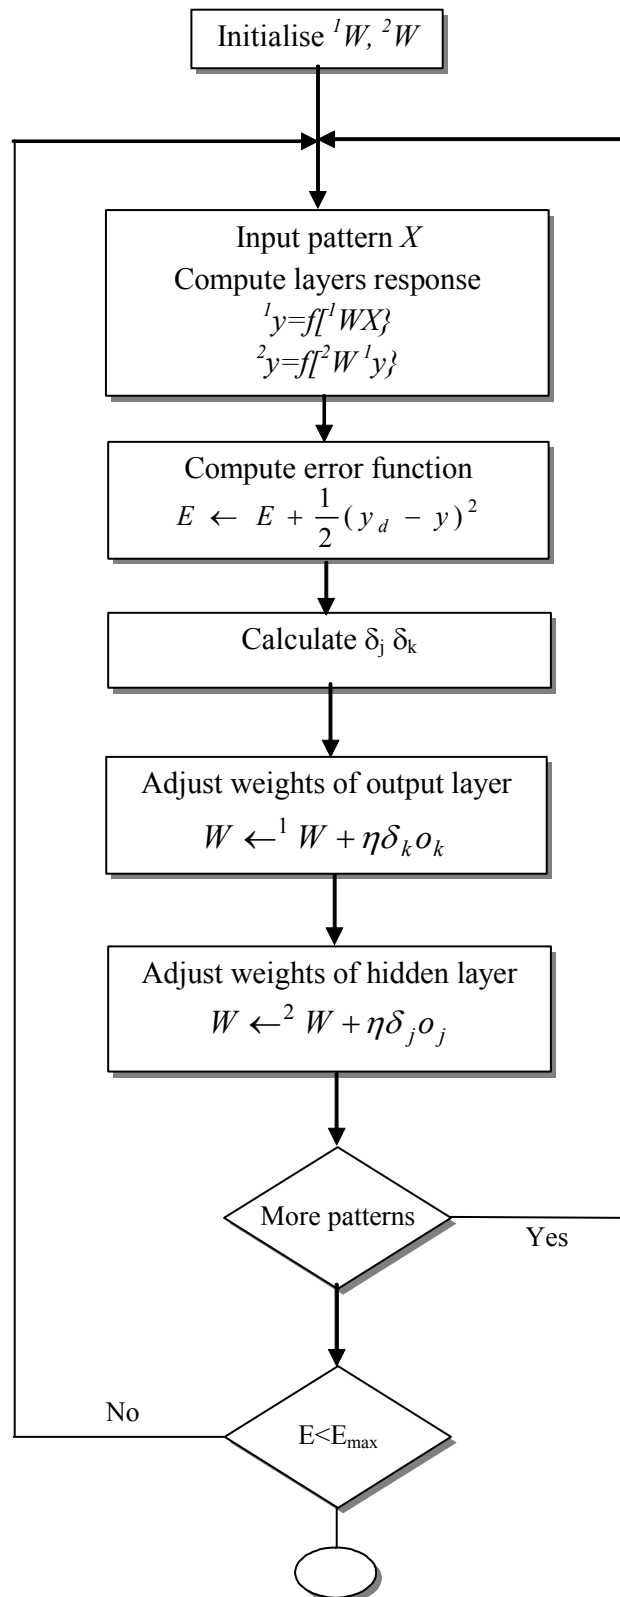 Initialise ¹W, ²W
Input pattern X
Compute layers response
¹y=f[¹WX}
²y=f[²W ¹y}
Compute error function
E ← E + 1/2 (y_d − y)²
Calculate δ_j δ_k
Adjust weights of output layer
W ←¹ W + ηδ_k o_k
Adjust weights of hidden layer
W ←² W + ηδ_j o_j
More patterns
Yes
No
E<E_max